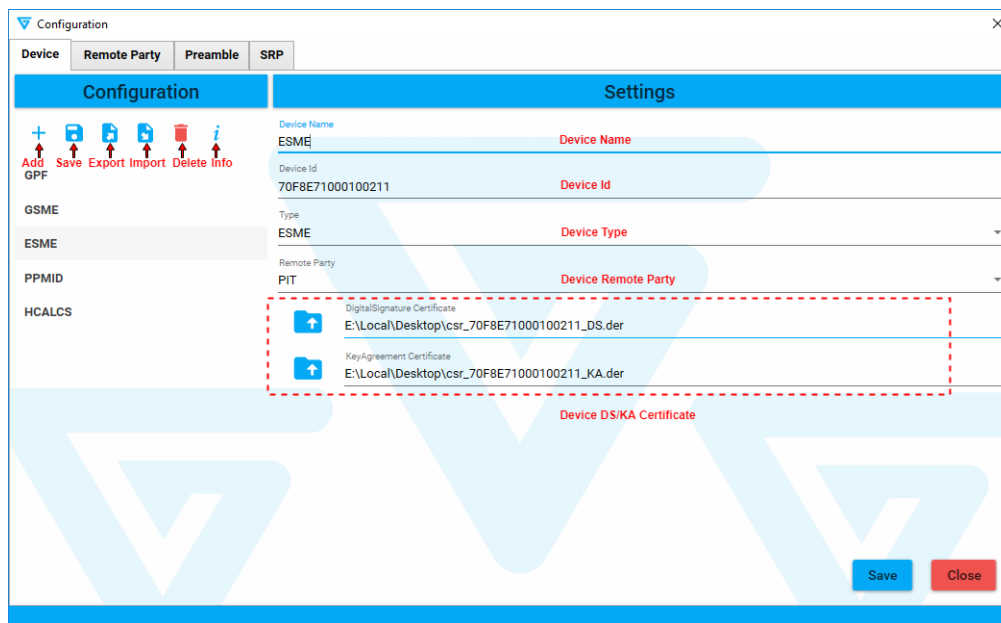 Configuration
Device Remote Party Preamble SRP
Configuration
Settings
Add Save Export Import Delete Info
GPF
GSME
ESME
PPMID
HCALCS
Device Name
ESME Device Name
Device Id
70F8E71000100211 Device Id
Type
ESME Device Type
Remote Party
PIT Device Remote Party
DigitalSignature Certificate
E:\Local\Desktop\csr_70F8E71000100211_DS.der
KeyAgreement Certificate
E:\Local\Desktop\csr_70F8E71000100211_KA.der
Device DS/KA Certificate
Save Close